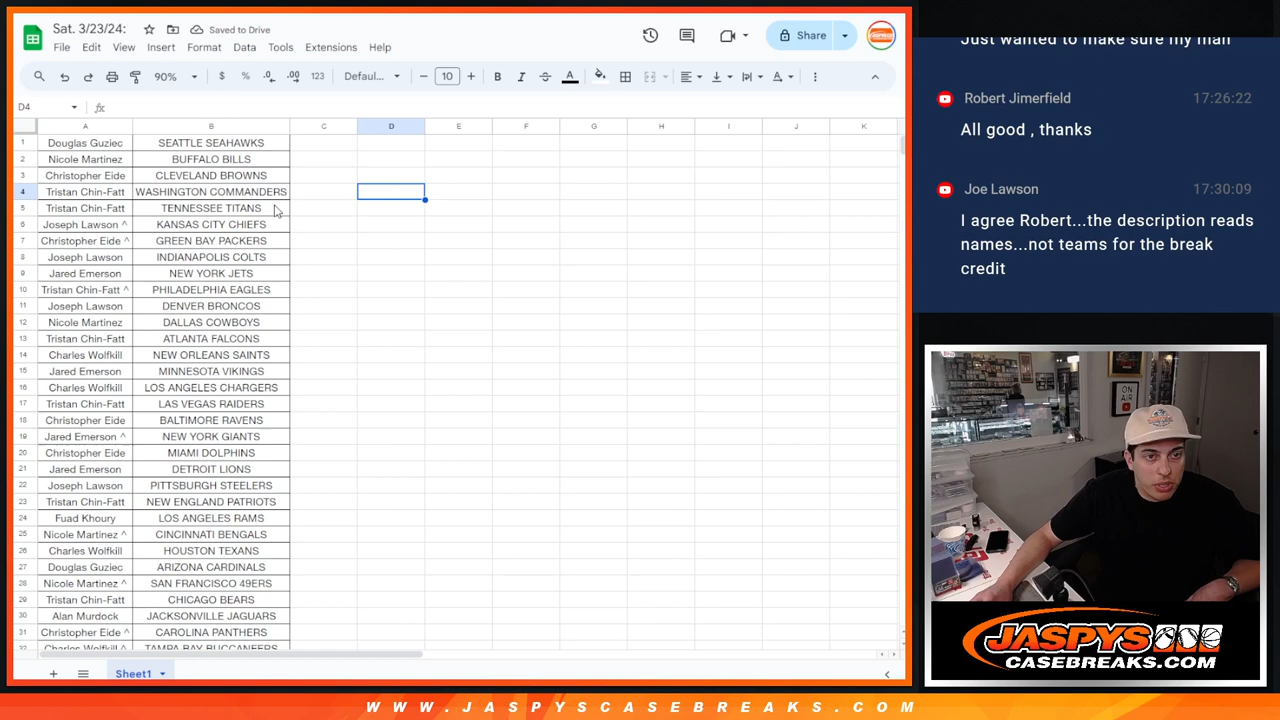 Sat. 3/23/24:
Saved to Drive
File Edit View Insert Format Data Tools Extensions Help
Share
90% $ % .0 .00 123 Defaul... 10 B I A
D4 fx
A B C D E F G H I J K
1 Douglas Guziec SEATTLE SEAHAWKS
2 Nicole Martinez BUFFALO BILLS
3 Christopher Eide CLEVELAND BROWNS
4 Tristan Chin-Fatt WASHINGTON COMMANDERS
5 Tristan Chin-Fatt TENNESSEE TITANS
6 Joseph Lawson ^ KANSAS CITY CHIEFS
7 Christopher Eide ^ GREEN BAY PACKERS
8 Joseph Lawson INDIANAPOLIS COLTS
9 Jared Emerson NEW YORK JETS
10 Tristan Chin-Fatt ^ PHILADELPHIA EAGLES
11 Joseph Lawson DENVER BRONCOS
12 Nicole Martinez DALLAS COWBOYS
13 Tristan Chin-Fatt ATLANTA FALCONS
14 Charles Wolfkill NEW ORLEANS SAINTS
15 Jared Emerson MINNESOTA VIKINGS
16 Charles Wolfkill LOS ANGELES CHARGERS
17 Tristan Chin-Fatt LAS VEGAS RAIDERS
18 Christopher Eide BALTIMORE RAVENS
19 Jared Emerson ^ NEW YORK GIANTS
20 Christopher Eide MIAMI DOLPHINS
21 Jared Emerson DETROIT LIONS
22 Joseph Lawson PITTSBURGH STEELERS
23 Tristan Chin-Fatt NEW ENGLAND PATRIOTS
24 Fuad Khoury LOS ANGELES RAMS
25 Nicole Martinez ^ CINCINNATI BENGALS
26 Charles Wolfkill HOUSTON TEXANS
27 Douglas Guziec ARIZONA CARDINALS
28 Nicole Martinez ^ SAN FRANCISCO 49ERS
29 Tristan Chin-Fatt CHICAGO BEARS
30 Alan Murdock JACKSONVILLE JAGUARS
31 Christopher Eide ^ CAROLINA PANTHERS
32 Charles Wolfkill ^ TAMPA BAY BUCCANEERS
Sheet1
Just wanted to make sure my man
Robert Jimerfield 17:26:22
All good , thanks
Joe Lawson 17:30:09
I agree Robert...the description reads
names...not teams for the break
credit
ON AIR
JASPYS
CASEBREAKS.COM
WWW.JASPYSCASEBREAKS.COM